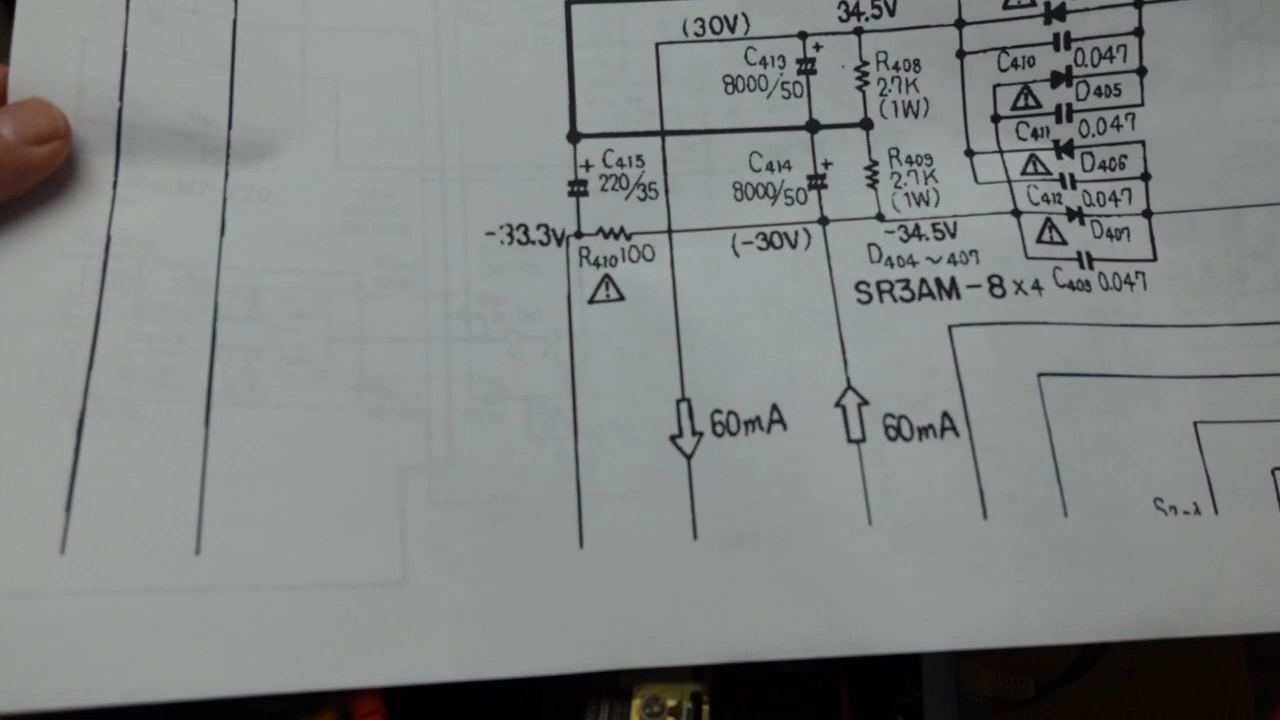 (30V)
34.5V
C413
8000/50
+
R408
2.7K
(1W)
C410
0.047
D405
C411
0.047
+
C415
220/35
C414
8000/50
+
R409
2.7K
(1W)
D406
C412
0.047
-33.3V
R410 100
(-30V)
-34.5V
D407
D404 ~ 407
SR3AM-8 x 4
C409 0.047
60mA
60mA